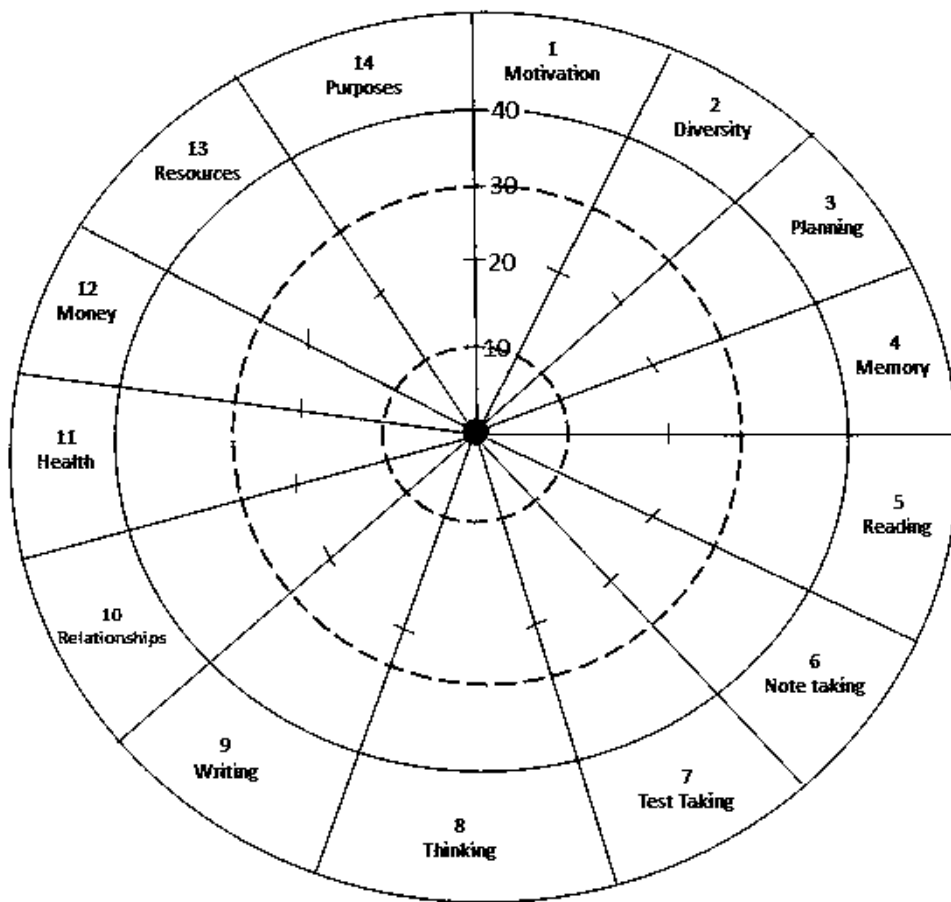 1
Motivation
2
Diversity
3
Planning
4
Memory
5
Reading
6
Note taking
7
Test Taking
8
Thinking
9
Writing
10
Relationships
11
Health
12
Money
13
Resources
14
Purposes
40
30
20
10